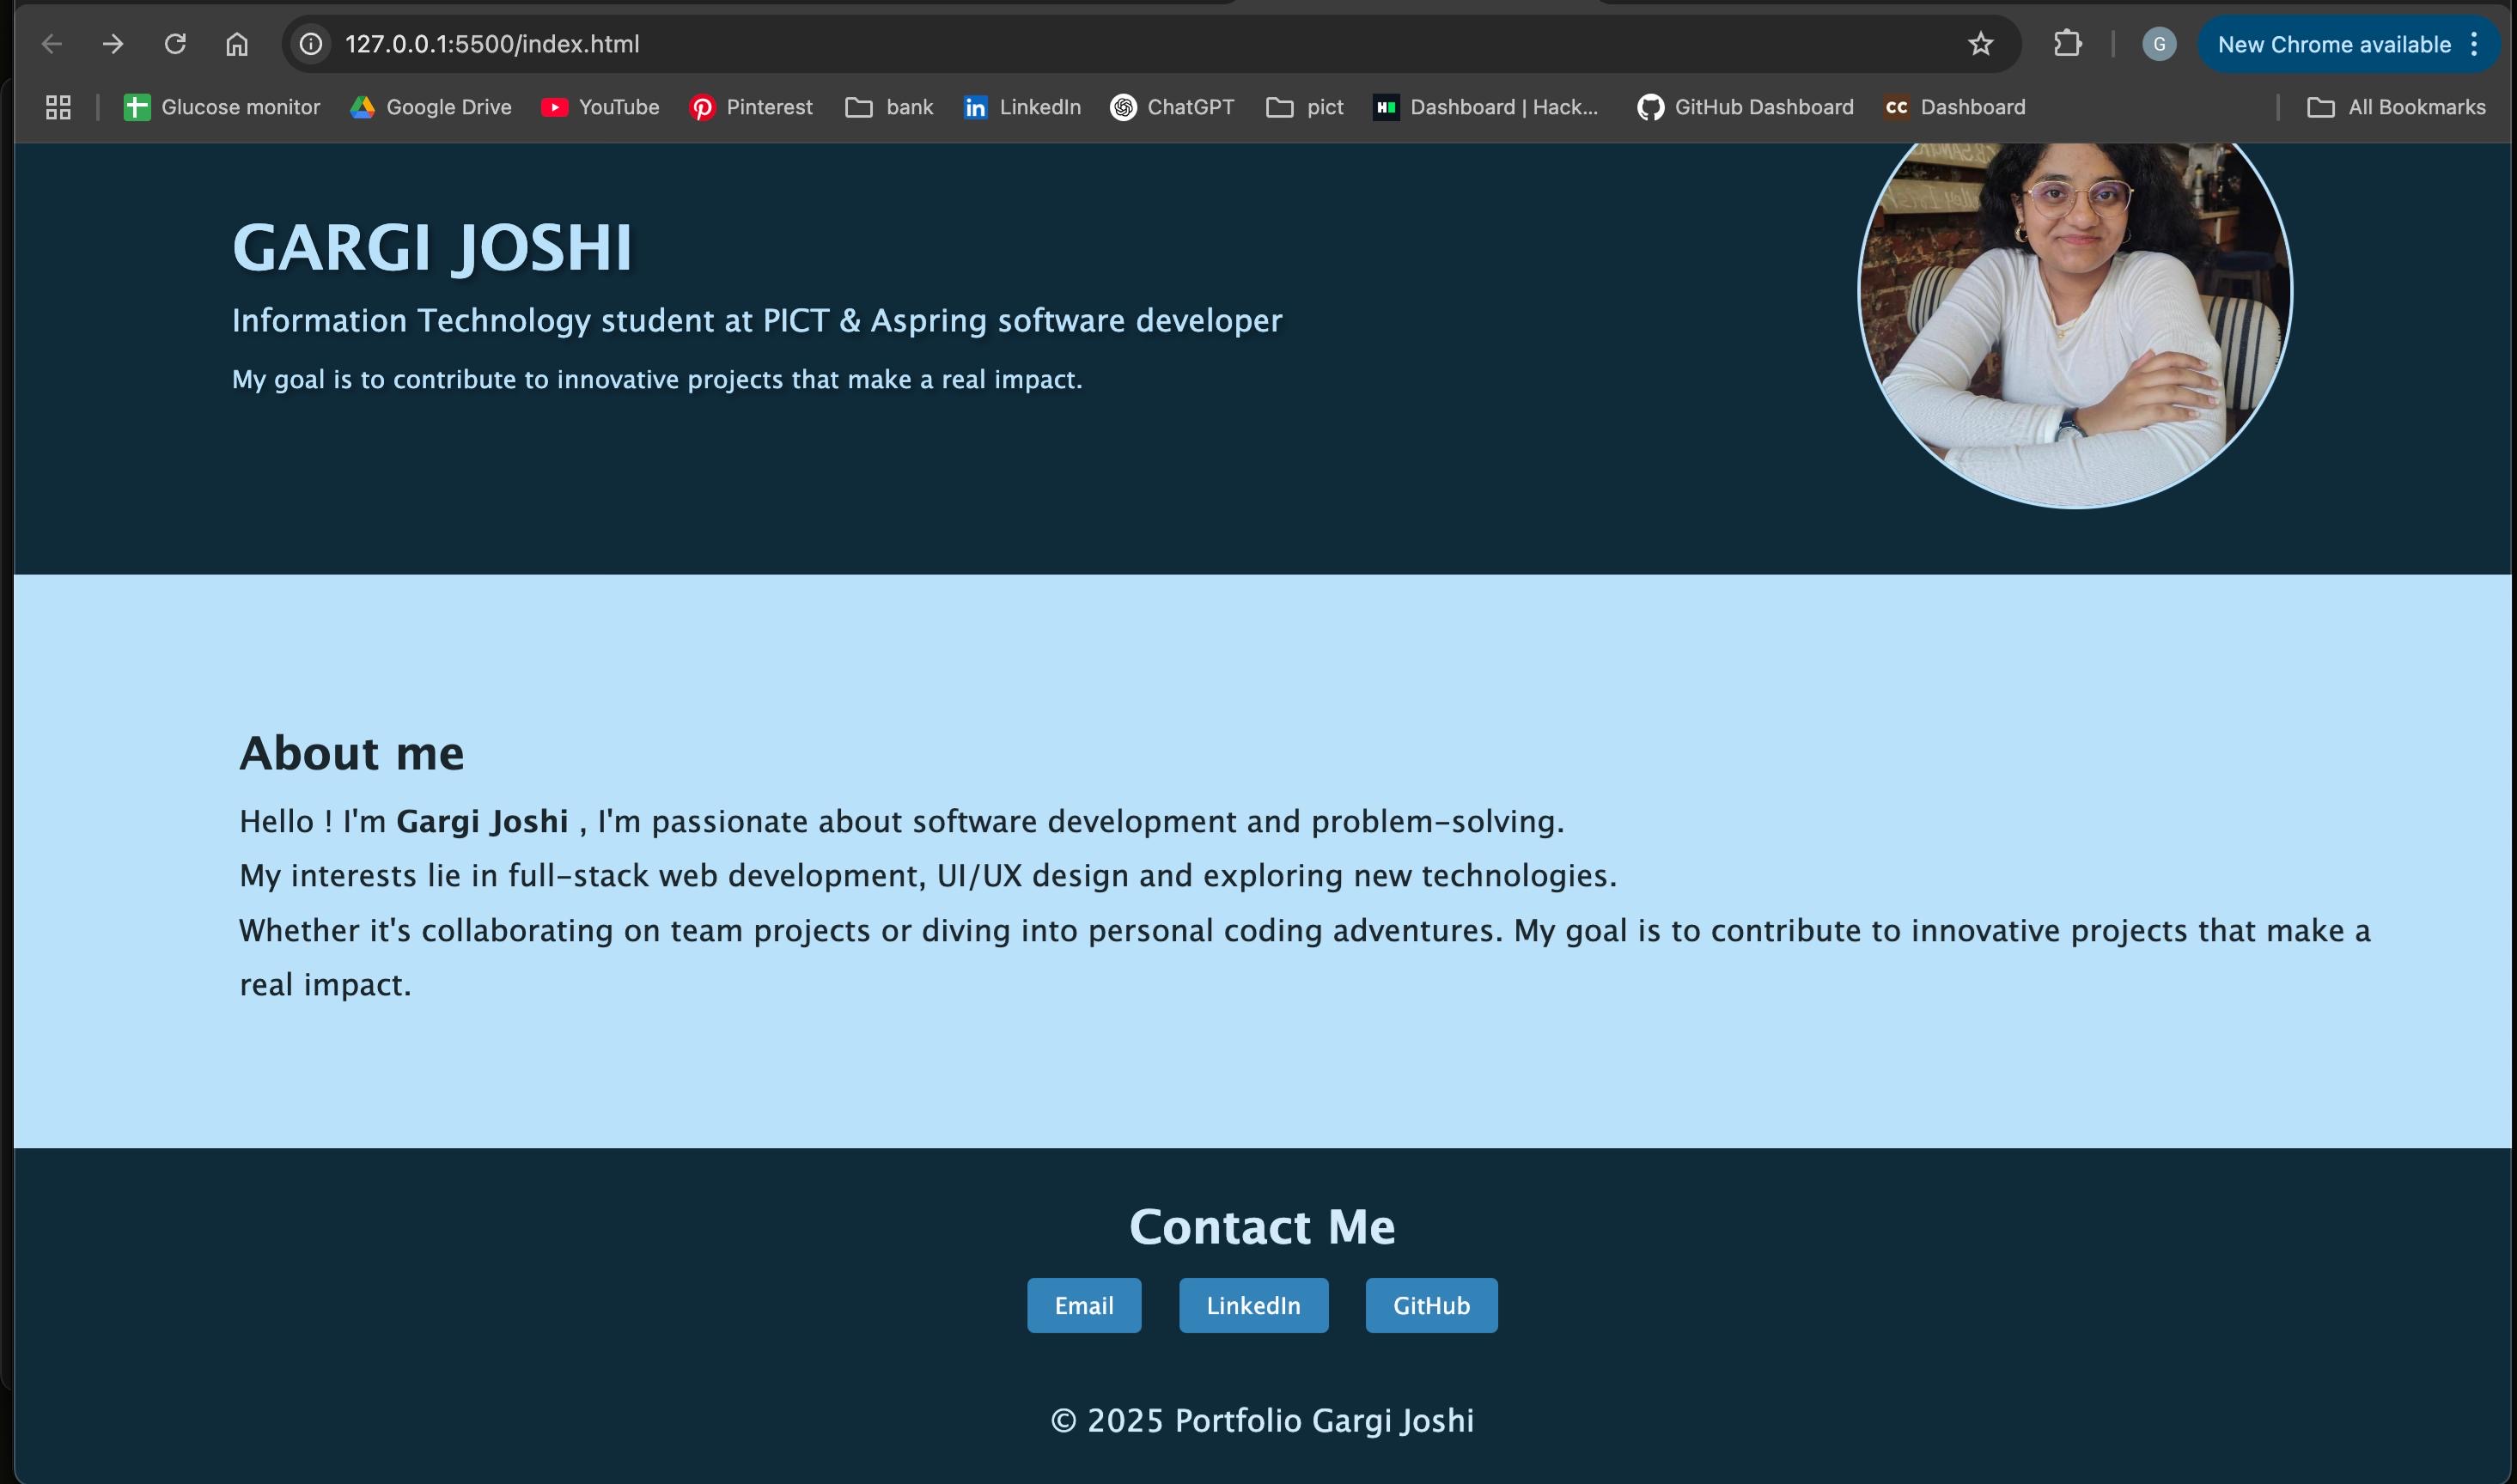 127.0.0.1:5500/index.html
G
New Chrome available
Glucose monitor
Google Drive
YouTube
Pinterest
bank
LinkedIn
ChatGPT
pict
Dashboard | Hack...
GitHub Dashboard
CC Dashboard
All Bookmarks
GARGI JOSHI
Information Technology student at PICT & Aspring software developer
My goal is to contribute to innovative projects that make a real impact.
About me
Hello ! I'm Gargi Joshi , I'm passionate about software development and problem-solving.
My interests lie in full-stack web development, UI/UX design and exploring new technologies.
Whether it's collaborating on team projects or diving into personal coding adventures. My goal is to contribute to innovative projects that make a
real impact.
Contact Me
Email
LinkedIn
GitHub
© 2025 Portfolio Gargi Joshi